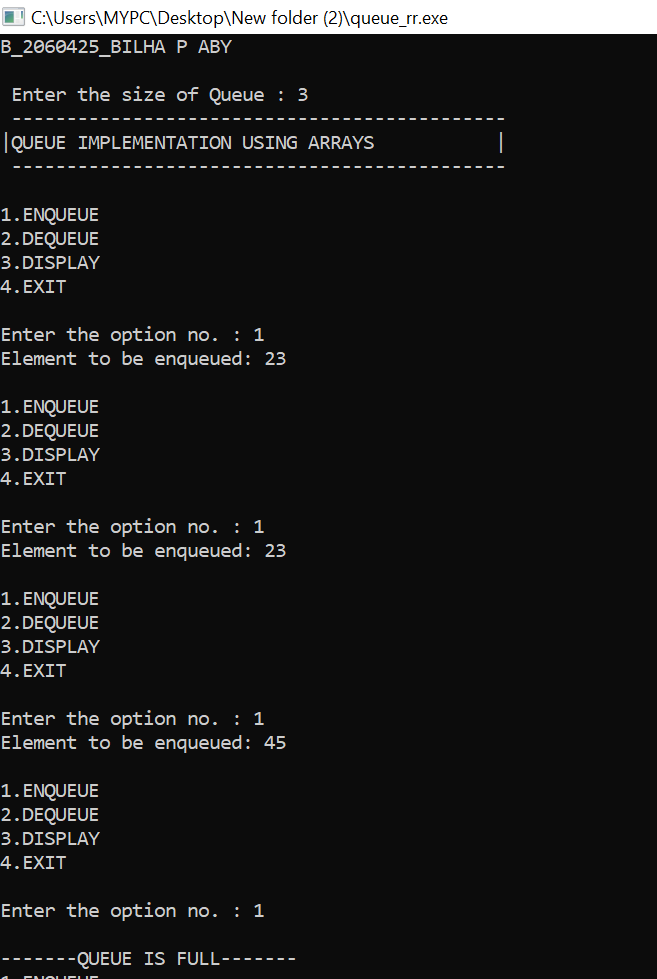 C:\Users\MYPC\Desktop\New folder (2)\queue_rr.exe
B_2060425_BILHA P ABY
Enter the size of Queue : 3
---------------------------------------------
|QUEUE IMPLEMENTATION USING ARRAYS           |
---------------------------------------------
1.ENQUEUE
2.DEQUEUE
3.DISPLAY
4.EXIT
Enter the option no. : 1
Element to be enqueued: 23
1.ENQUEUE
2.DEQUEUE
3.DISPLAY
4.EXIT
Enter the option no. : 1
Element to be enqueued: 23
1.ENQUEUE
2.DEQUEUE
3.DISPLAY
4.EXIT
Enter the option no. : 1
Element to be enqueued: 45
1.ENQUEUE
2.DEQUEUE
3.DISPLAY
4.EXIT
Enter the option no. : 1
-------QUEUE IS FULL-------
1.ENQUEUE